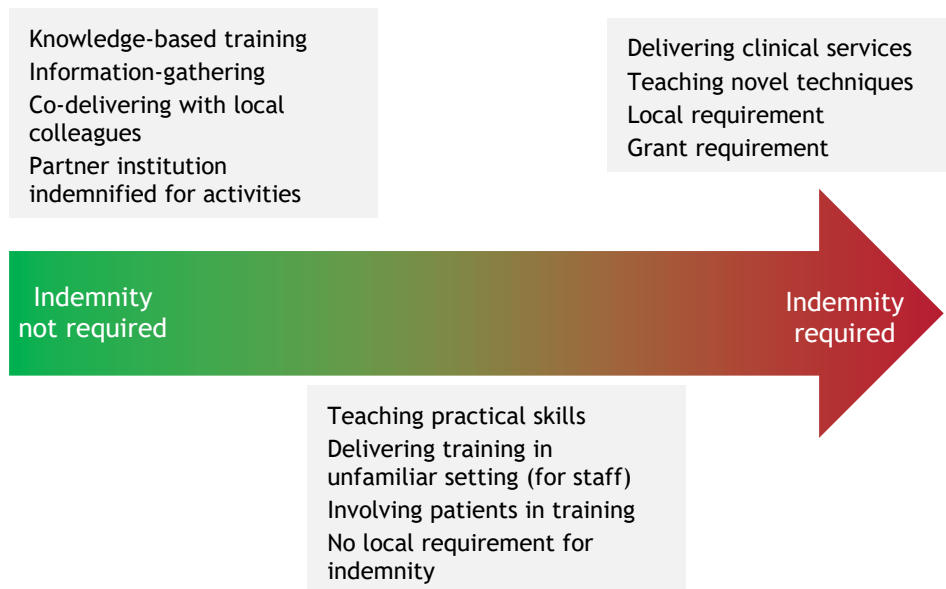 Knowledge-based training
Information-gathering
Co-delivering with local
colleagues
Partner institution
indemnified for activities
Delivering clinical services
Teaching novel techniques
Local requirement
Grant requirement
Indemnity
not required
Indemnity
required
Teaching practical skills
Delivering training in
unfamiliar setting (for staff)
Involving patients in training
No local requirement for
indemnity